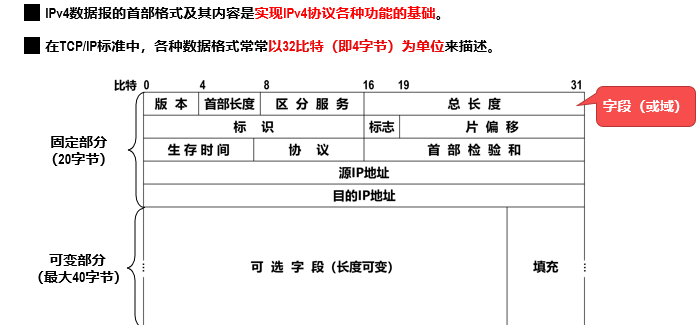 IPv4数据报的首部格式及其内容是实现IPv4协议各种功能的基础。
在TCP/IP标准中，各种数据格式常常以32比特（即4字节）为单位来描述。
比特 0 4 8 16 19 31
版 本 首部长度 区 分 服 务 总 长 度
字段（或域）
标 识 标志 片 偏 移
固定部分
（20字节）
生存时间 协 议 首 部 检 验 和
源IP地址
目的IP地址
可变部分
（最大40字节）
可 选 字 段（长度可变） 填充